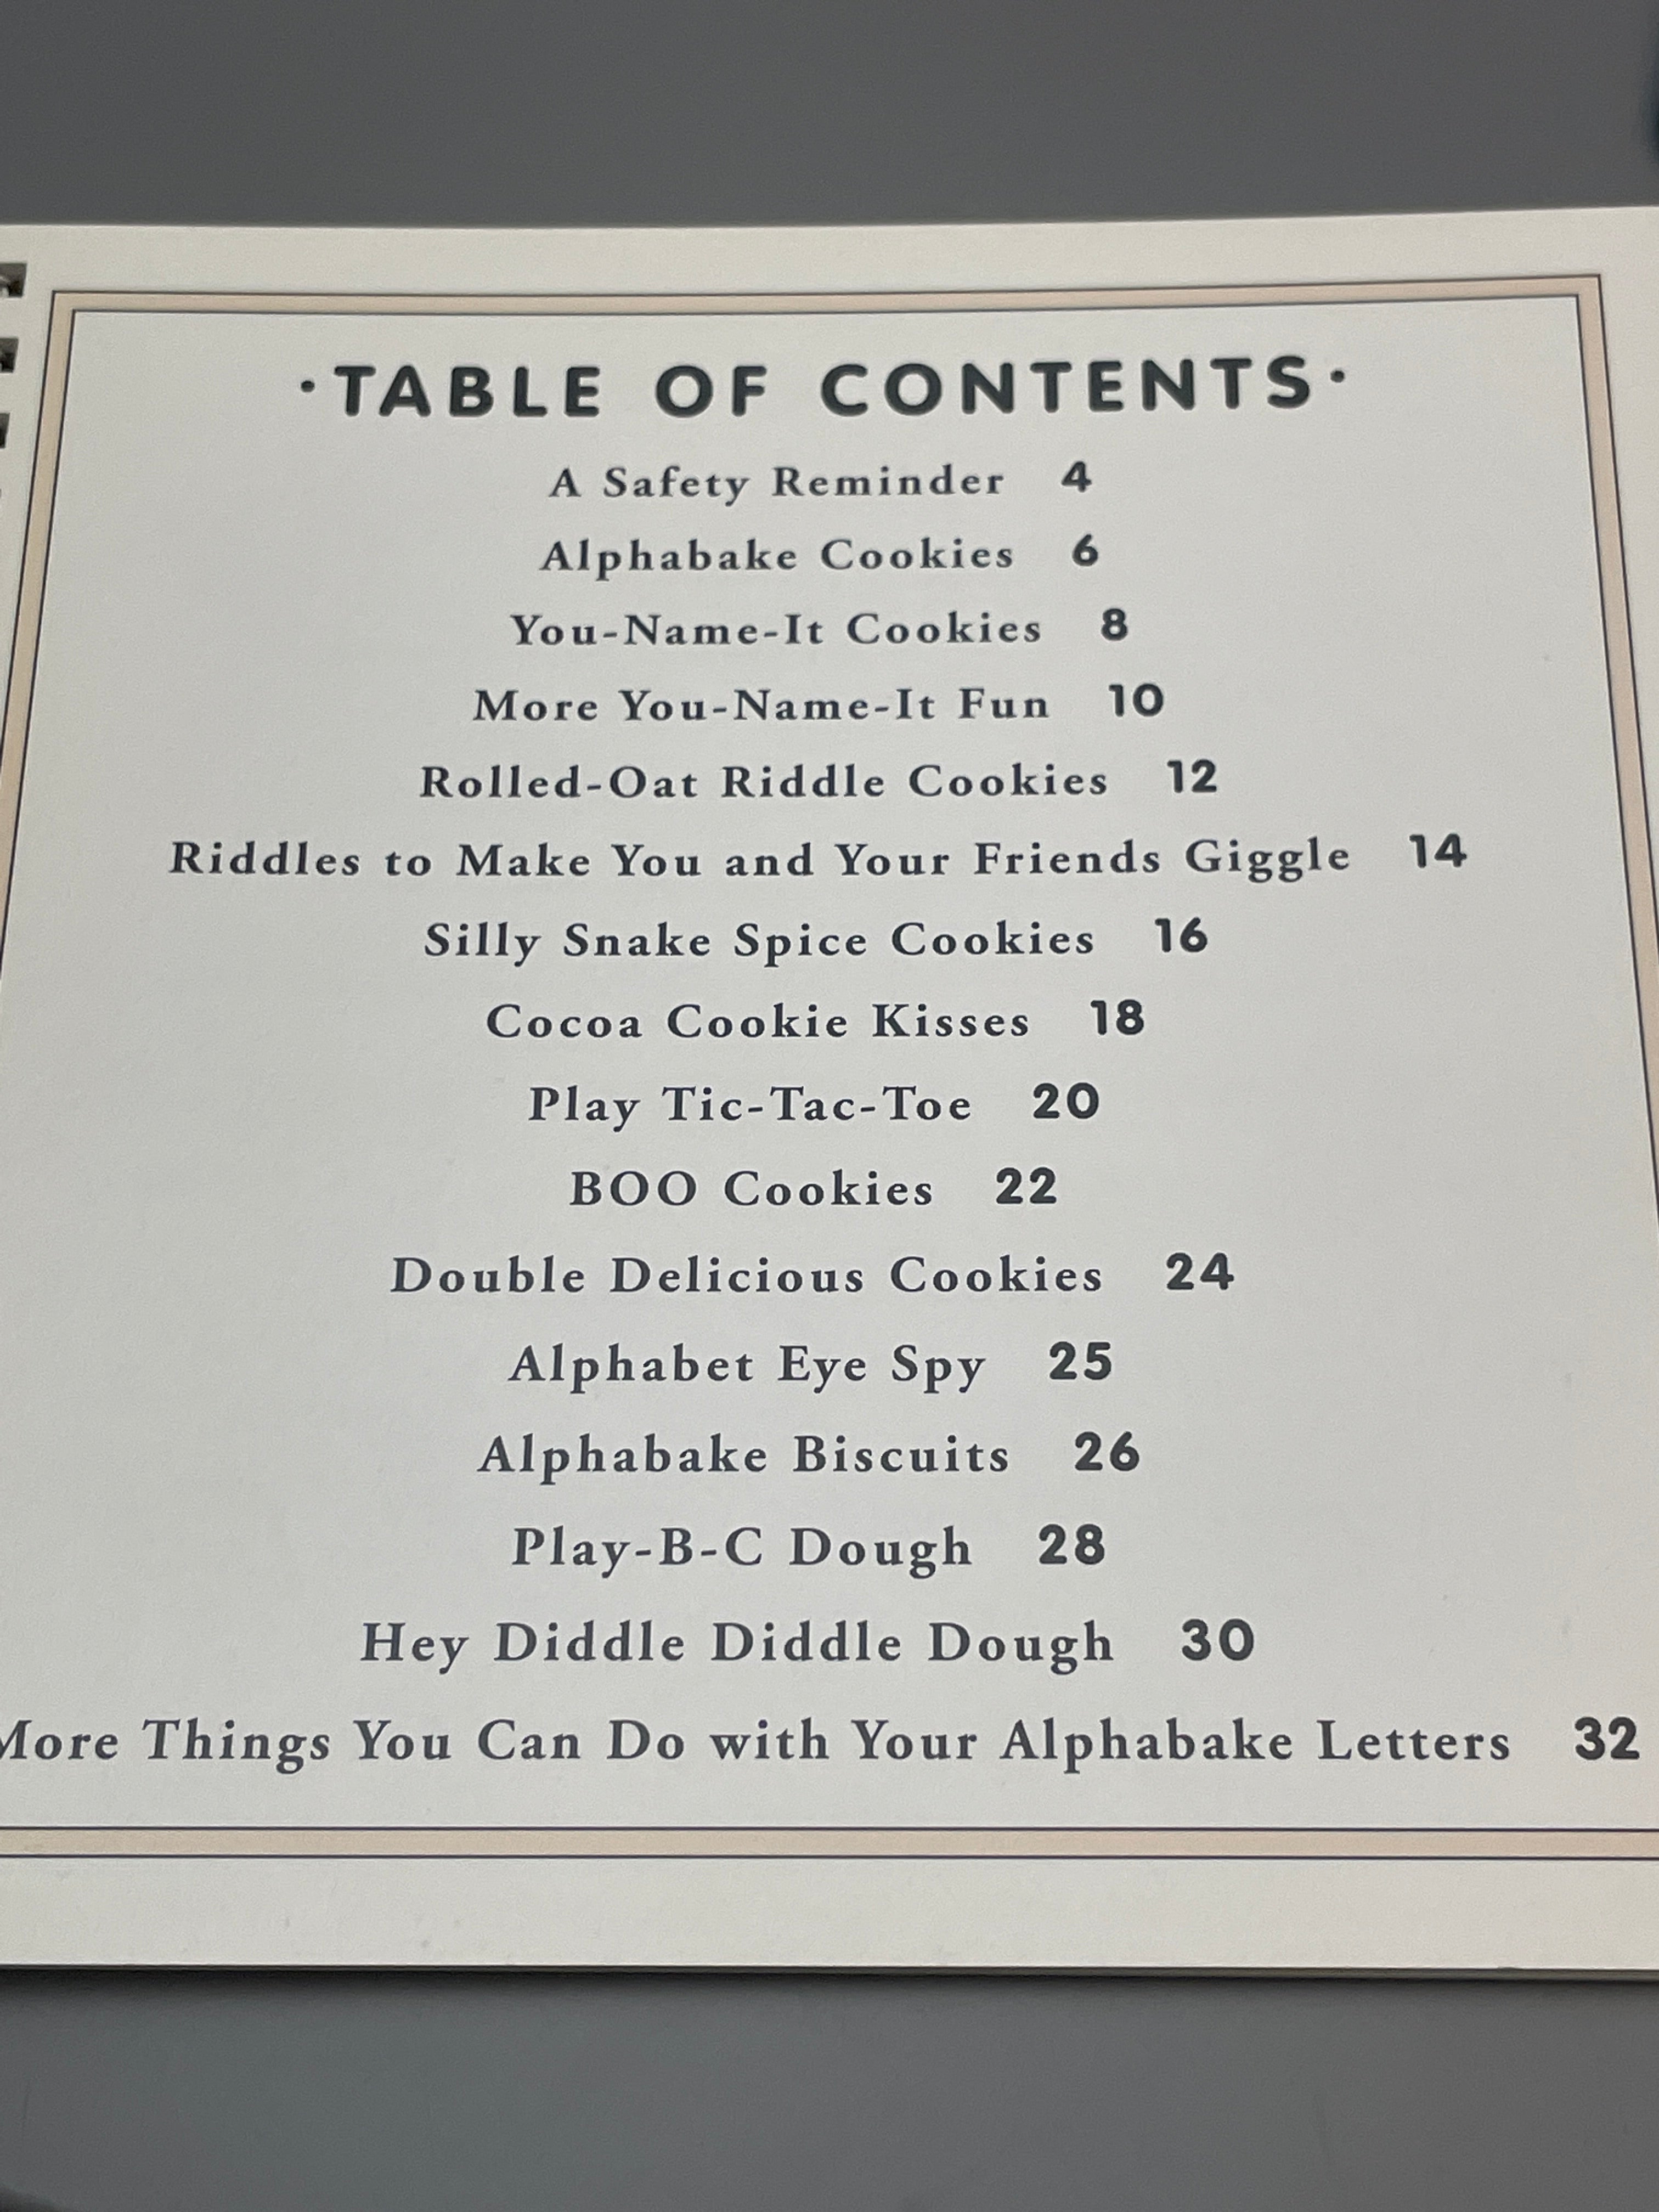 ·TABLE OF CONTENTS·
A Safety Reminder 4
Alphabake Cookies 6
You-Name-It Cookies 8
More You-Name-It Fun 10
Rolled-Oat Riddle Cookies 12
Riddles to Make You and Your Friends Giggle 14
Silly Snake Spice Cookies 16
Cocoa Cookie Kisses 18
Play Tic-Tac-Toe 20
BOO Cookies 22
Double Delicious Cookies 24
Alphabet Eye Spy 25
Alphabake Biscuits 26
Play-B-C Dough 28
Hey Diddle Diddle Dough 30
More Things You Can Do with Your Alphabake Letters 32